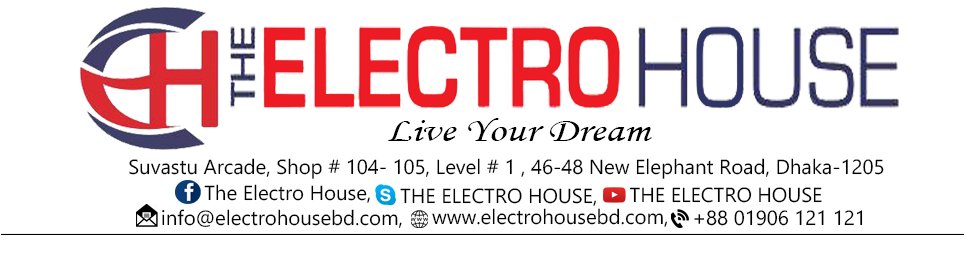 THE ELECTRO HOUSE
Live Your Dream
Suvastu Arcade, Shop # 104- 105, Level # 1 , 46-48 New Elephant Road, Dhaka-1205
The Electro House, THE ELECTRO HOUSE, THE ELECTRO HOUSE
info@electrohousebd.com, www.electrohousebd.com, +88 01906 121 121